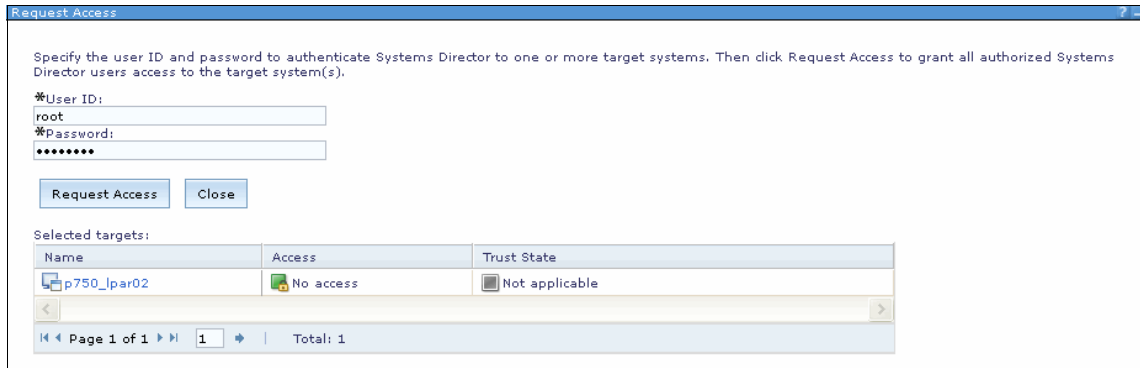 Request Access
? –
Specify the user ID and password to authenticate Systems Director to one or more target systems. Then click Request Access to grant all authorized Systems
Director users access to the target system(s).
*User ID:
root
*Password:
••••••••
Request Access Close
Selected targets:
Name Access Trust State
p750_lpar02 No access Not applicable
Page 1 of 1 1 Total: 1